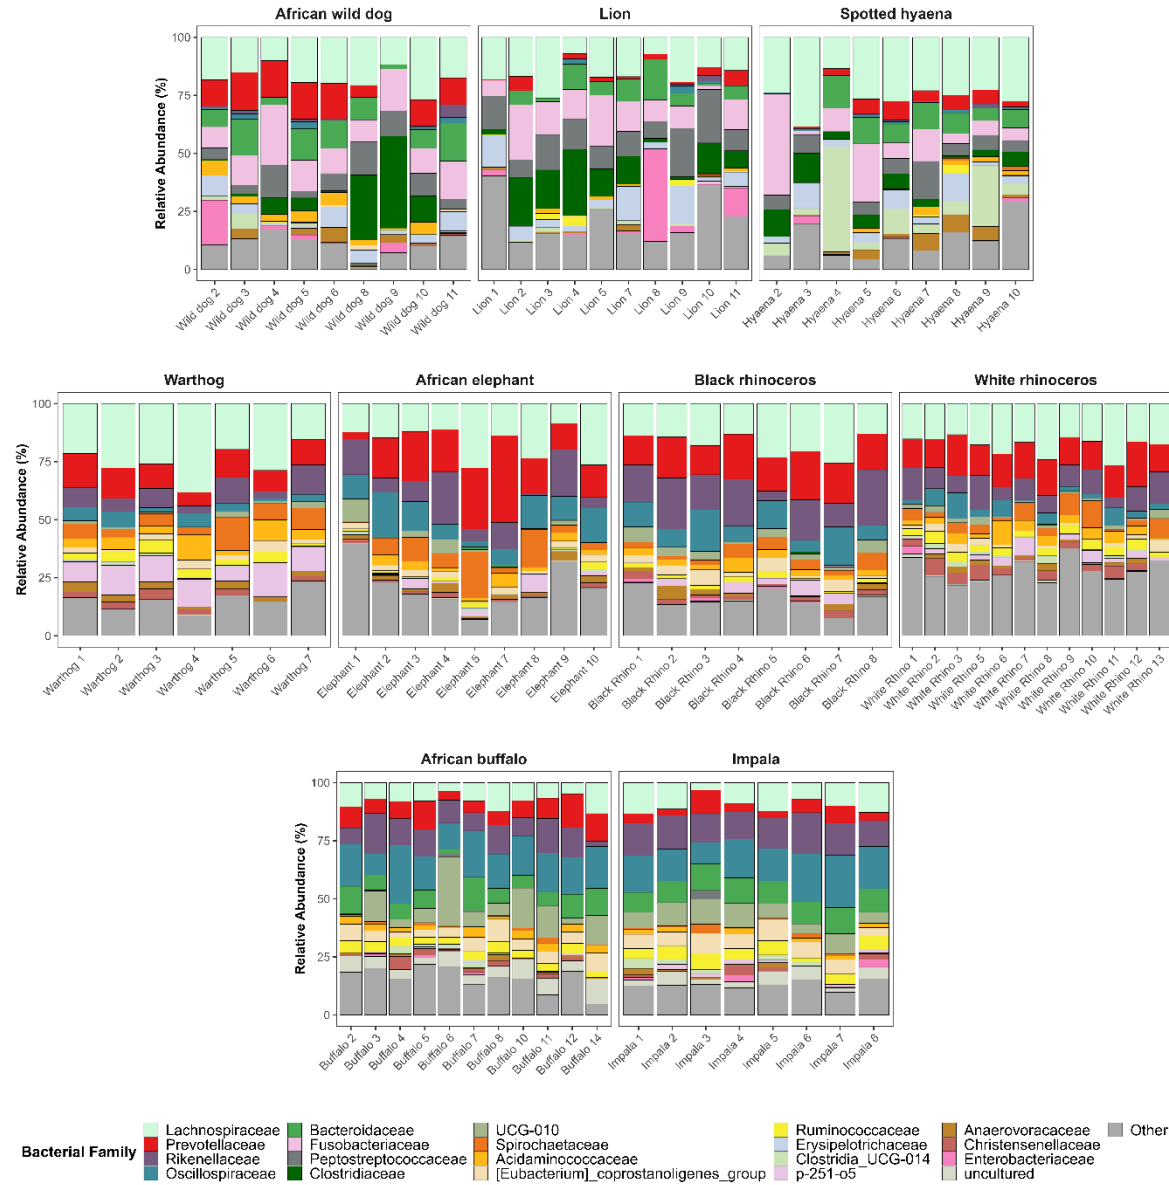 African wild dog Lion Spotted hyaena
Relative Abundance (%)
100
75
50
25
0
Wild dog 2 Wild dog 3 Wild dog 4 Wild dog 5 Wild dog 6 Wild dog 8 Wild dog 9 Wild dog 10 Wild dog 11
Lion 1 Lion 2 Lion 3 Lion 4 Lion 5 Lion 7 Lion 8 Lion 9 Lion 10 Lion 11
Hyaena 2 Hyaena 3 Hyaena 4 Hyaena 5 Hyaena 6 Hyaena 7 Hyaena 8 Hyaena 9 Hyaena 10
Warthog African elephant Black rhinoceros White rhinoceros
Relative Abundance (%)
100
75
50
25
0
Warthog 1 Warthog 2 Warthog 3 Warthog 4 Warthog 5 Warthog 6 Warthog 7
Elephant 1 Elephant 2 Elephant 3 Elephant 4 Elephant 5 Elephant 7 Elephant 8 Elephant 9 Elephant 10
Black Rhino 1 Black Rhino 2 Black Rhino 3 Black Rhino 4 Black Rhino 5 Black Rhino 6 Black Rhino 7 Black Rhino 8
White Rhino 1 White Rhino 2 White Rhino 3 White Rhino 5 White Rhino 6 White Rhino 7 White Rhino 8 White Rhino 9 White Rhino 10 White Rhino 11 White Rhino 12 White Rhino 13
African buffalo Impala
Relative Abundance (%)
100
75
50
25
0
Buffalo 2 Buffalo 3 Buffalo 4 Buffalo 5 Buffalo 6 Buffalo 7 Buffalo 8 Buffalo 10 Buffalo 11 Buffalo 12 Buffalo 14
Impala 1 Impala 2 Impala 3 Impala 4 Impala 5 Impala 6 Impala 7 Impala 8
Bacterial Family
Lachnospiraceae Bacteroidaceae UCG-010 Ruminococcaceae Anaerovoracaceae Other
Prevotellaceae Fusobacteriaceae Spirochaetaceae Erysipelotrichaceae Christensenellaceae
Rikenellaceae Peptostreptococcaceae Acidaminococcaceae Clostridia_UCG-014 Enterobacteriaceae
Oscillospiraceae Clostridiaceae [Eubacterium]_coprostanoligenes_group p-251-o5 uncultured